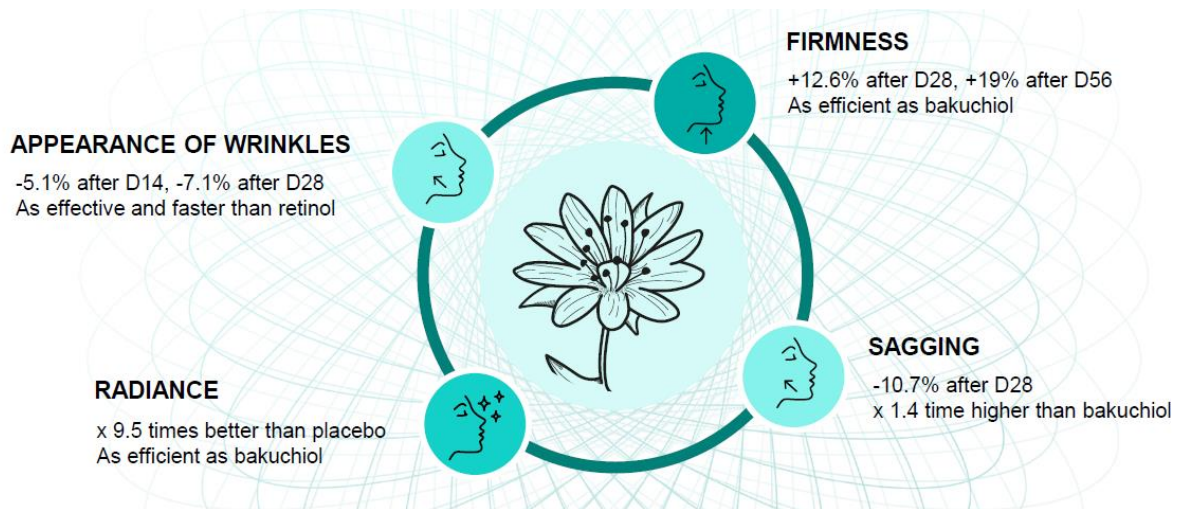 FIRMNESS
+12.6% after D28, +19% after D56
As efficient as bakuchiol
APPEARANCE OF WRINKLES
-5.1% after D14, -7.1% after D28
As effective and faster than retinol
SAGGING
-10.7% after D28
x 1.4 time higher than bakuchiol
RADIANCE
x 9.5 times better than placebo
As efficient as bakuchiol